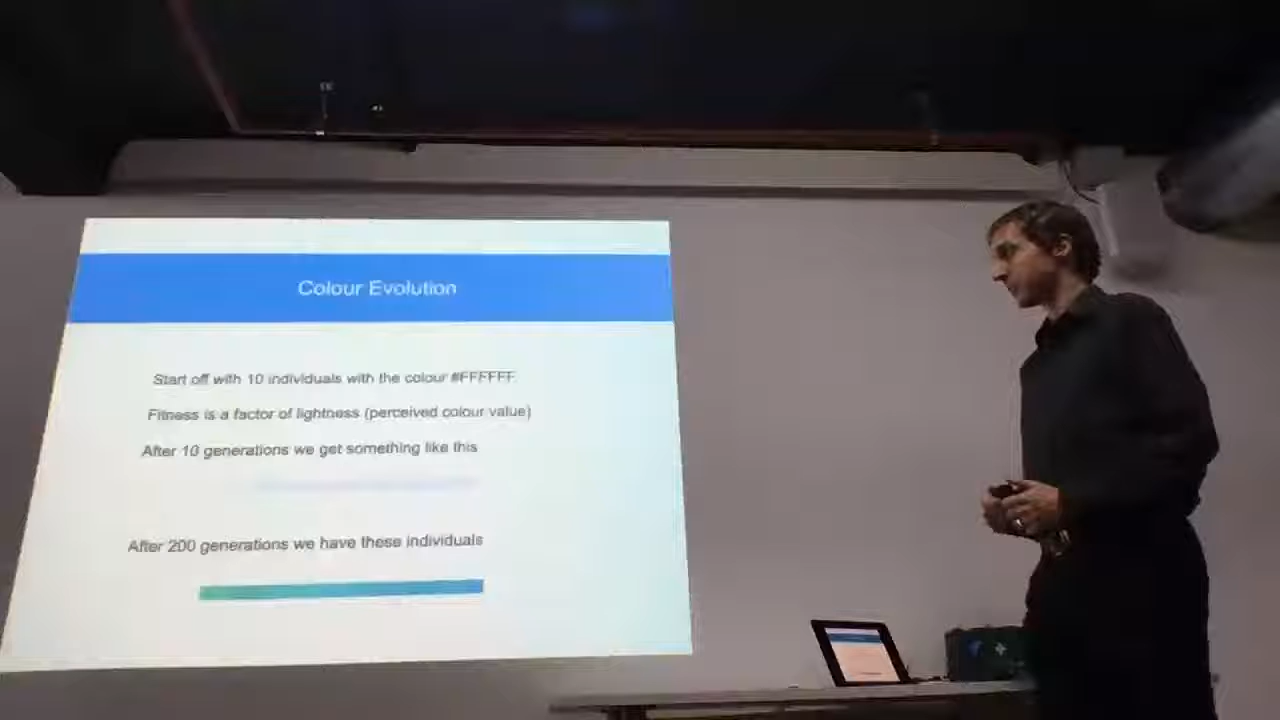 Colour Evolution
Start off with 10 individuals with the colour #FFFFFF
Fitness is a factor of lightness (perceived colour value)
After 10 generations we get something like this
After 200 generations we have these individuals